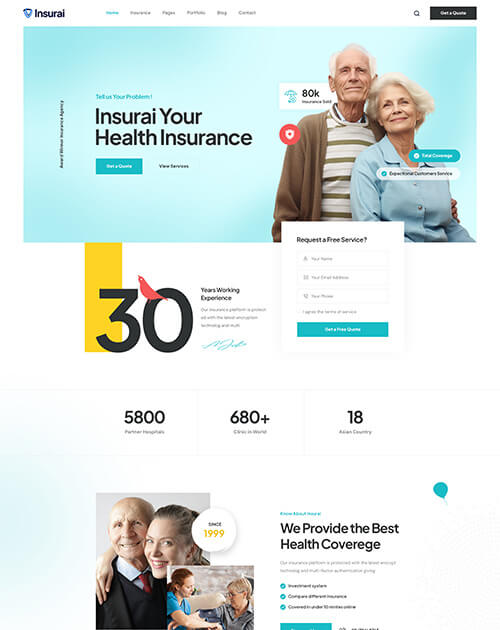 Insurai
Home Insurance Pages Portfolio Blog Contact
Get a Quote
Award Winner Insurance Agency
Tell us Your Problem !
Insurai Your
Health Insurance
Get a Quote
View Services
80k
Insurance Sold
Total Coverege
Expectional Customers Service
Request a Free Service?
Your Name
Your Email Address
Your Phone
I agree the terms of service
Get a Free Quote
30
Years Working
Experience
Our insurance platform is protect
ed with the latest encryption
technolog and multi
5800
Partner Hospitals
680+
Clinic in World
18
Asian Country
SINCE
1999
Know About Insurai
We Provide the Best
Health Coverege
Our insurance platform is protected with the latest encrypt
technolog and multi-factor authentication giving
Investment system
Compare different Insurance
Covered in under 10 minites online